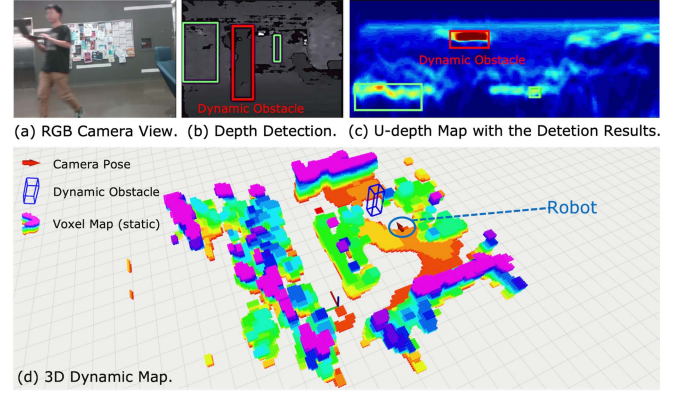 Dynamic Obstacle
Dynamic Obstacle
(a) RGB Camera View.
(b) Depth Detection.
(c) U-depth Map with the Detetion Results.
Camera Pose
Dynamic Obstacle
Voxel Map (static)
Robot
(d) 3D Dynamic Map.